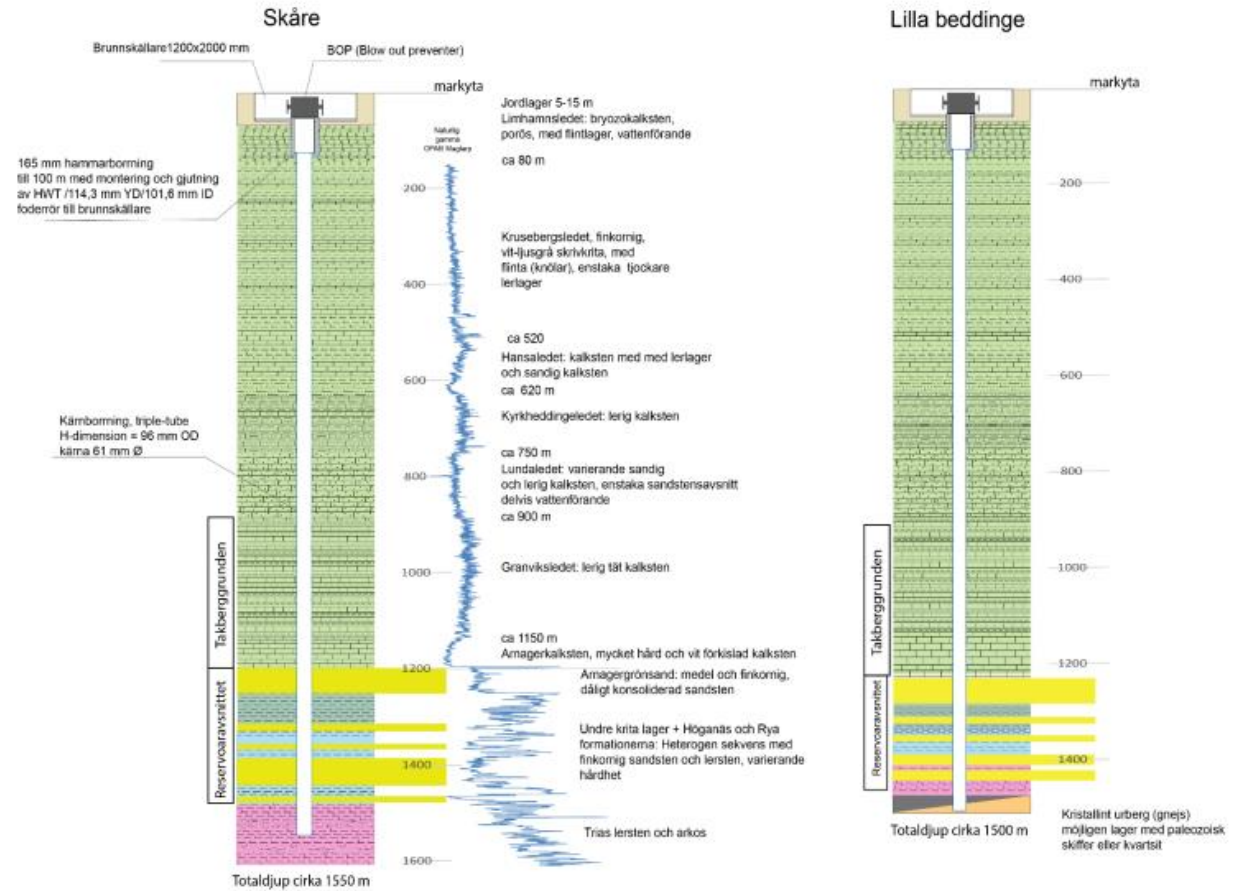 Skåre
Lilla beddinge
Brunnskällare1200x2000 mm
BOP (Blow out preventer)
markyta
Naturlig
gamma
OPAB Maglarp
165 mm hammarborrning
till 100 m med montering och gjutning
av HWT /114,3 mm YD/101,6 mm ID
foderrör till brunnskällare
Kärnborrning, triple-tube
H-dimension = 96 mm OD
kärna 61 mm Ø
Takberggrunden
Reservoaravsnittet
200
400
600
800
1000
1200
1400
1600
Totaldjup cirka 1550 m
Jordlager 5-15 m
Limhamnsledet: bryozokalksten,
porös, med flintlager, vattenförande
ca 80 m
Krusebergsledet, finkornig,
vit-ljusgrå skrivkrita, med
flinta (knölar), enstaka tjockare
lerlager
ca 520
Hansaledet: kalksten med med lerlager
och sandig kalksten
ca 620 m
Kyrkheddingeledet: lerig kalksten
ca 750 m
Lundaledet: varierande sandig
och lerig kalksten, enstaka sandstensavsnitt
delvis vattenförande
ca 900 m
Granviksledet: lerig tät kalksten
ca 1150 m
Arnagerkalksten, mycket hård och vit förkislad kalksten
Arnagergrönsand: medel och finkornig,
dåligt konsoliderad sandsten
Undre krita lager + Höganäs och Rya
formationerna: Heterogen sekvens med
finkornig sandsten och lersten, varierande
hårdhet
Trias lersten och arkos
markyta
200
400
600
800
1000
1200
1400
Takberggrunden
Reservoaravsnittet
Totaldjup cirka 1500 m
Kristallint urberg (gnejs)
möjligen lager med paleozoisk
skiffer eller kvartsit